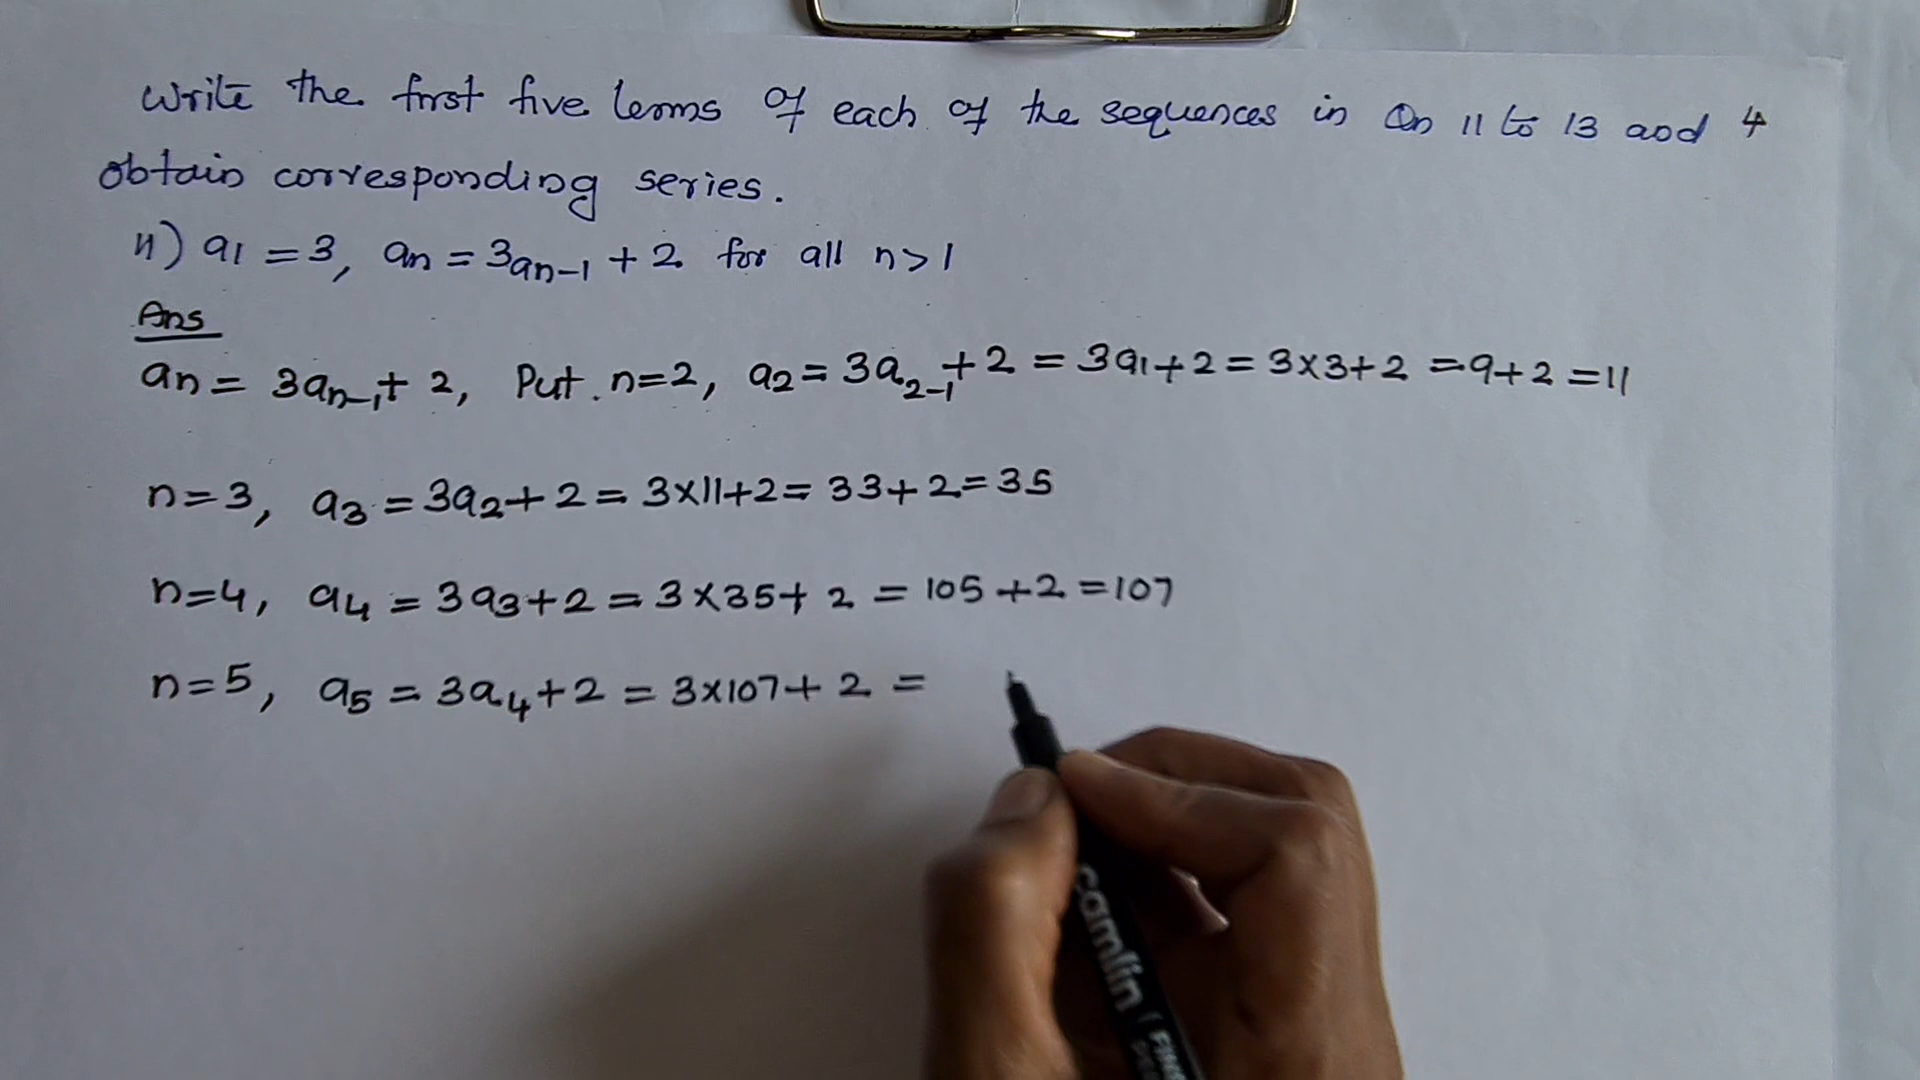 Write the first five terms of each of the sequences in Qn 11 to 13 and 4
obtain corresponding series.
11) a1 = 3, an = 3an-1 + 2 for all n>1
Ans
an = 3an-1 + 2, Put. n=2, a2 = 3a2-1 + 2 = 3a1+2 = 3×3+2 = 9+2 = 11
n=3, a3 = 3a2+2 = 3×11+2 = 33+2 = 35
n=4, a4 = 3a3+2 = 3×35+2 = 105+2 = 107
n=5, a5 = 3a4+2 = 3×107+2 =
camlin